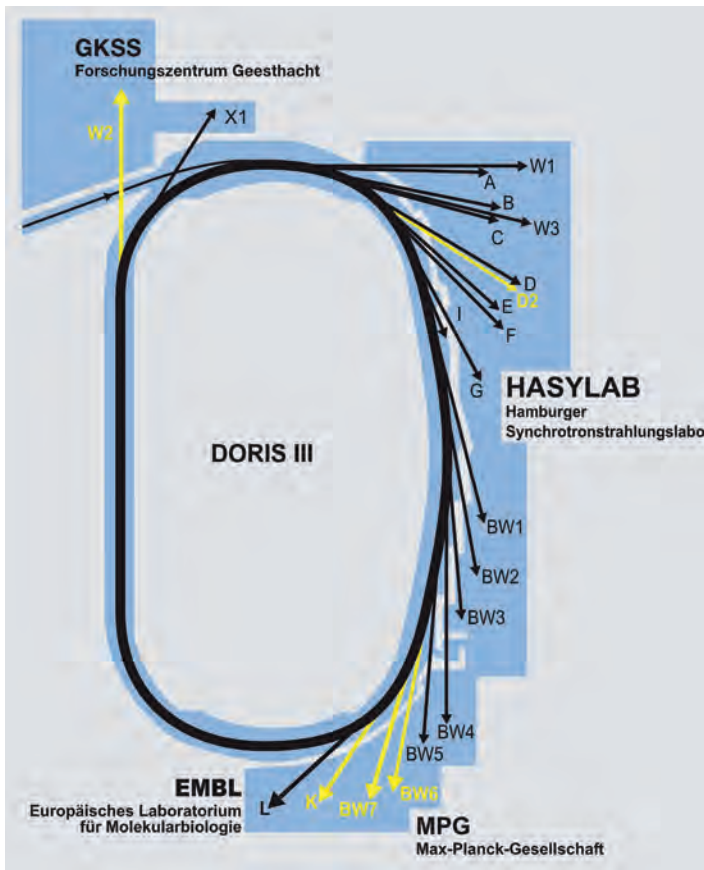 GKSS
Forschungszentrum Geesthacht
W2
X1
W1
A
B
C
W3
D
D2
E
F
I
G
HASYLAB
Hamburger
Synchrotronstrahlungslabo
DORIS III
BW1
BW2
BW3
BW4
BW5
EMBL
Europäisches Laboratorium
für Molekularbiologie
L
K
BW7
BW6
MPG
Max-Planck-Gesellschaft